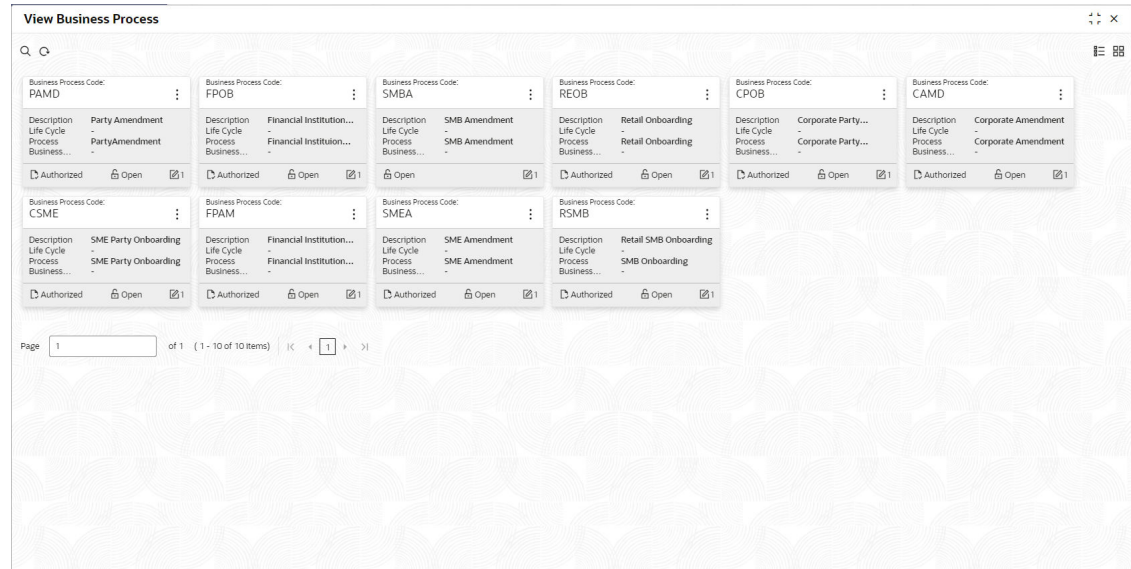 View Business Process
Business Process Code:
PAMD
Description Party Amendment
Life Cycle -
Process PartyAmendment
Business... -
Authorized Open 1
Business Process Code:
FPOB
Description Financial Institution...
Life Cycle -
Process Financial Instituion...
Business... -
Authorized Open 1
Business Process Code:
SMBA
Description SMB Amendment
Life Cycle -
Process SMB Amendment
Business... -
Open 1
Business Process Code:
REOB
Description Retail Onboarding
Life Cycle -
Process Retail Onboarding
Business... -
Authorized Open 1
Business Process Code:
CPOB
Description Corporate Party...
Life Cycle -
Process Corporate Party...
Business... -
Authorized Open 1
Business Process Code:
CAMD
Description Corporate Amendment
Life Cycle -
Process Corporate Amendment
Business... -
Authorized Open 1
Business Process Code:
CSME
Description SME Party Onboarding
Life Cycle -
Process SME Party Onboarding
Business... -
Authorized Open 1
Business Process Code:
FPAM
Description Financial Institution...
Life Cycle -
Process Financial Institution...
Business... -
Authorized Open 1
Business Process Code:
SMEA
Description SME Amendment
Life Cycle -
Process SME Amendment
Business... -
Authorized Open 1
Business Process Code:
RSMB
Description Retail SMB Onboarding
Life Cycle -
Process SMB Onboarding
Business... -
Authorized Open 1
Page 1 of 1 (1 - 10 of 10 items) 1